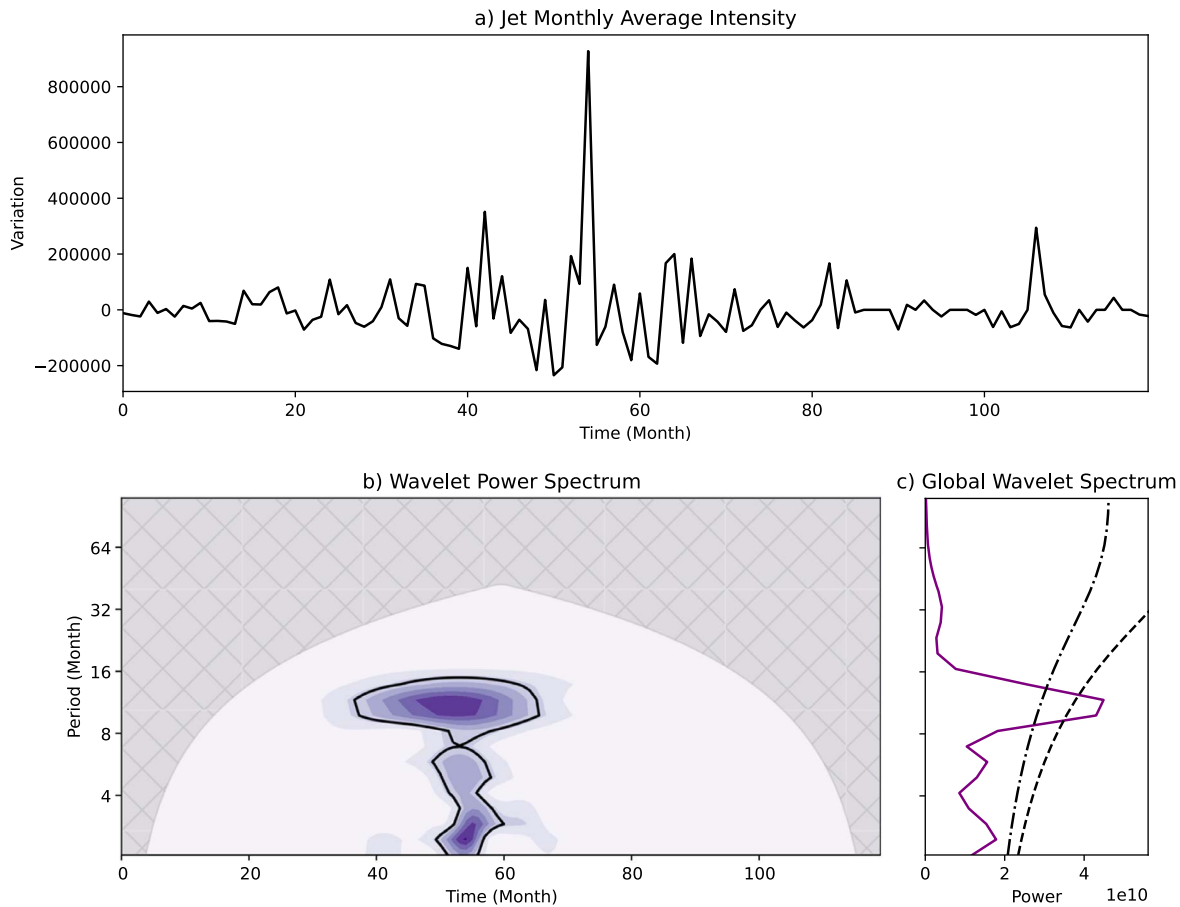 a) Jet Monthly Average Intensity
800000
600000
400000
200000
0
−200000
Variation
0 20 40 60 80 100
Time (Month)
b) Wavelet Power Spectrum
64
32
16
8
4
Period (Month)
0 20 40 60 80 100
Time (Month)
c) Global Wavelet Spectrum
0 2 4
Power
1e10